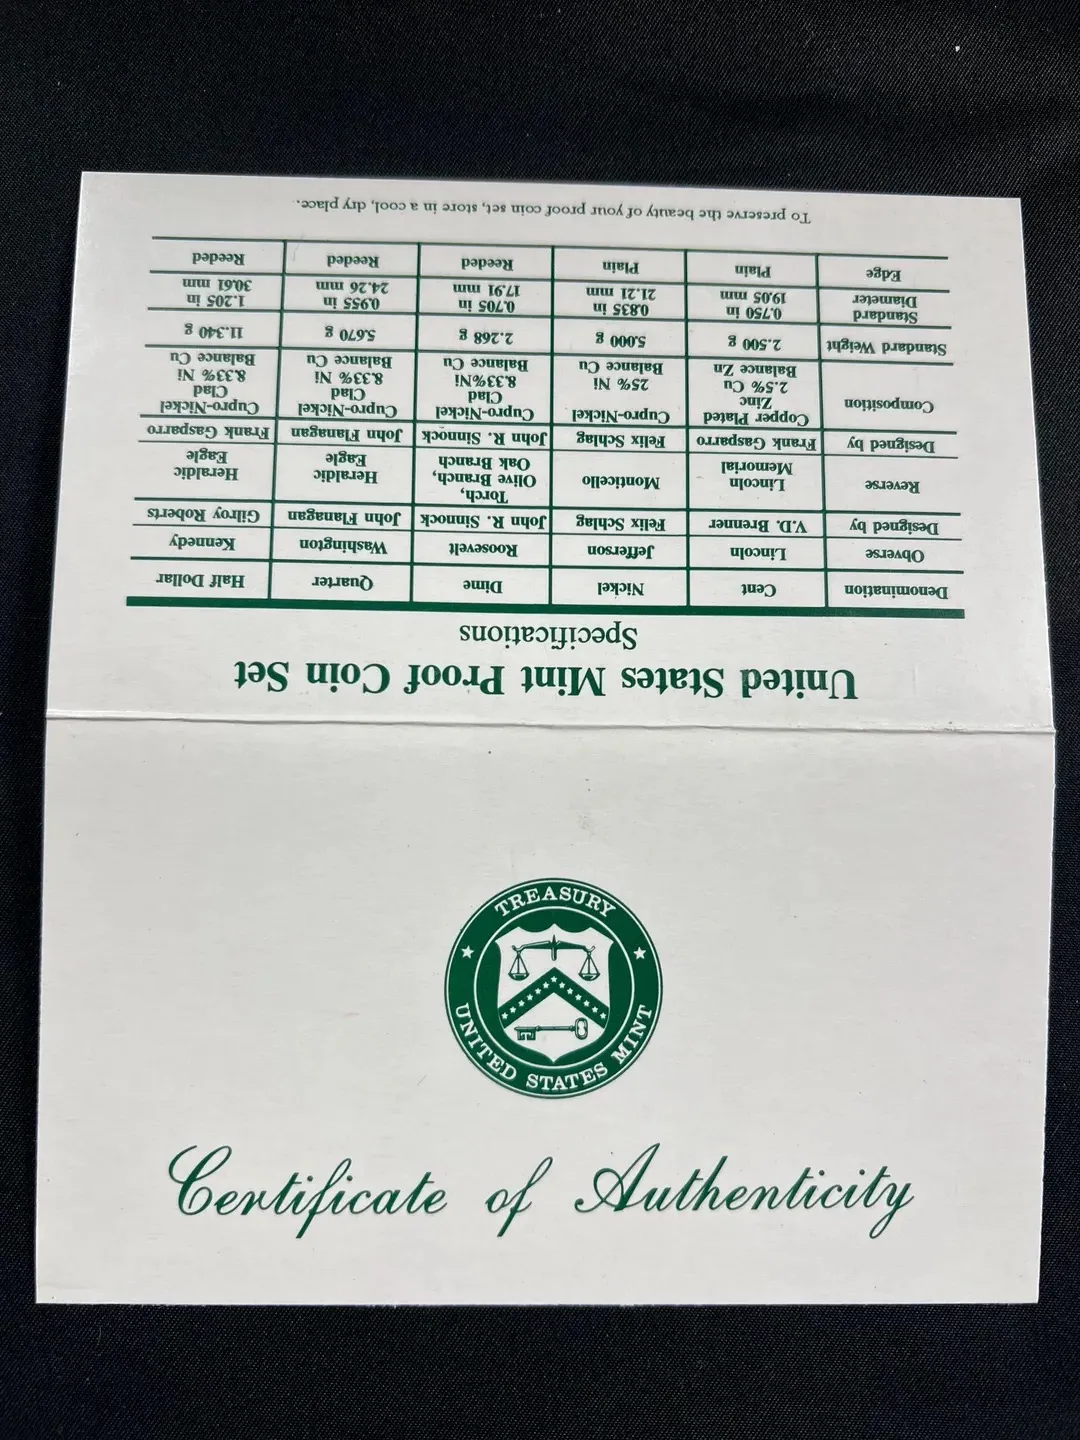 United States Mint Proof Coin Set
Specifications
Denomination Cent Nickel Dime Quarter Half Dollar
Obverse Lincoln Jefferson Roosevelt Washington Kennedy
Designed by V.D. Brenner Felix Schlag John R. Sinnock John Flanagan Gilroy Roberts
Reverse Lincoln Memorial Monticello Torch, Olive Branch, Oak Branch Heraldic Eagle Heraldic Eagle
Designed by Frank Gasparro Felix Schlag John R. Sinnock John Flanagan Frank Gasparro
Composition Copper Plated Zinc 2.5% Cu Balance Zn Cupro-Nickel 25% Ni Balance Cu Cupro-Nickel Clad 8.33%Ni Balance Cu Cupro-Nickel Clad 8.33% Ni Balance Cu Cupro-Nickel Clad 8.33% Ni Balance Cu
Standard Weight 2.500 g 5.000 g 2.268 g 5.670 g 11.340 g
Standard Diameter 0.750 in 19.05 mm 0.835 in 21.21 mm 0.705 in 17.91 mm 0.955 in 24.26 mm 1.205 in 30.61 mm
Edge Plain Plain Reeded Reeded Reeded
To preserve the beauty of your proof coin set, store in a cool, dry place.
TREASURY
UNITED STATES MINT
Certificate of Authenticity